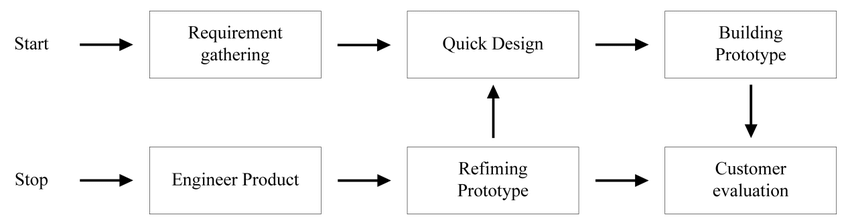 Start
Requirement
gathering
Quick Design
Building
Prototype
Stop
Engineer Product
Refiming
Prototype
Customer
evaluation